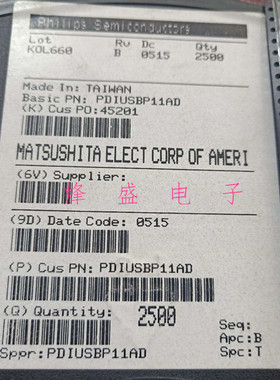 Philips Semiconductors
Lot Rv Dc Qty
KOL660 B 0515 2500
Made In: TAIWAN
Basic PN: PDIUSBP11AD
(K) Cus PO:45201
MATSUSHITA ELECT CORP OF AMERI
(6V) Supplier:
锋盛电子
(9D) Date Code: 0515
(P) Cus PN: PDIUSBP11AD
(Q) Quantity: 2500
Seq:
Apc:B
Sppr:PDIUSBP11AD Spc:T